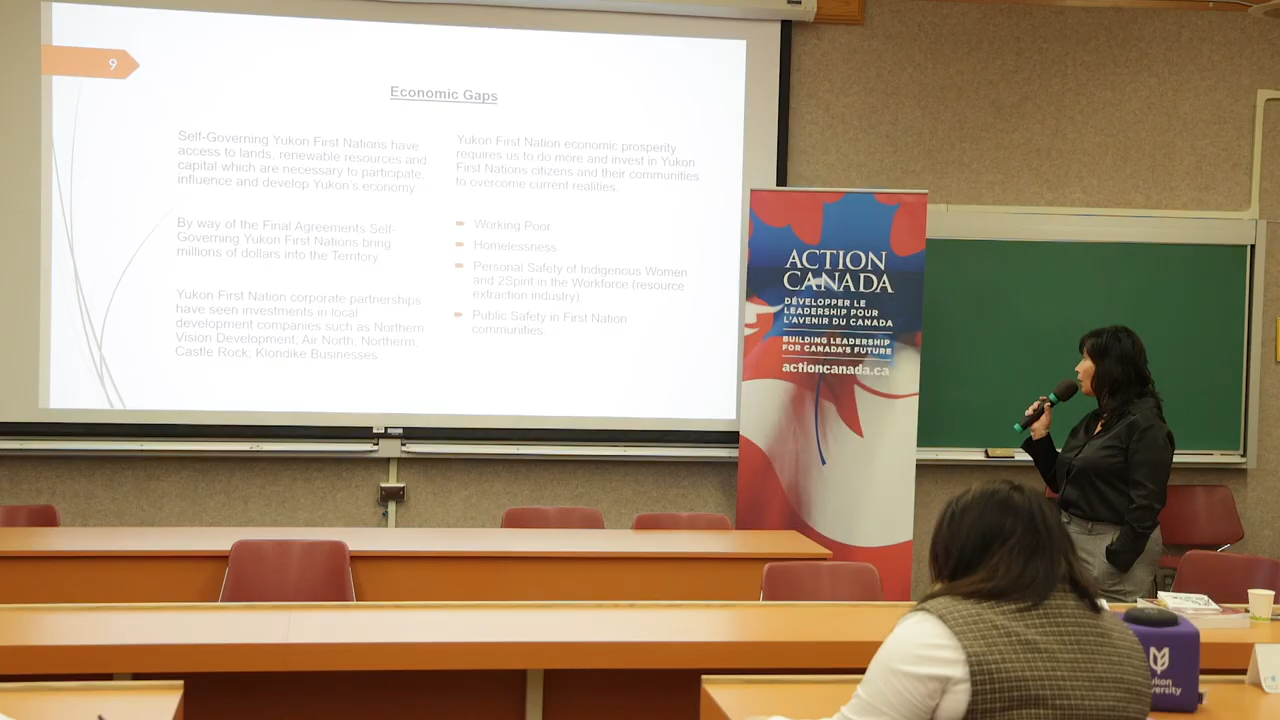 9
Economic Gaps
Self-Governing Yukon First Nations have
access to lands, renewable resources and
capital which are necessary to participate,
influence and develop Yukon's economy
By way of the Final Agreements Self-
Governing Yukon First Nations bring
millions of dollars into the Territory.
Yukon First Nation corporate partnerships
have seen investments in local
development companies such as Northern
Vision Development, Air North, Northern,
Castle Rock, Klondike Businesses
Yukon First Nation economic prosperity
requires us to do more and invest in Yukon
First Nations citizens and their communities
to overcome current realities.
Working Poor
Homelessness
Personal Safety of Indigenous Women
and 2Spirit in the Workforce (resource
extraction industry)
Public Safety in First Nation
communities.
ACTION
CANADA
DÉVELOPPER LE
LEADERSHIP POUR
L'AVENIR DU CANADA
BUILDING LEADERSHIP
FOR CANADA'S FUTURE
actioncanada.ca
ukon
versity